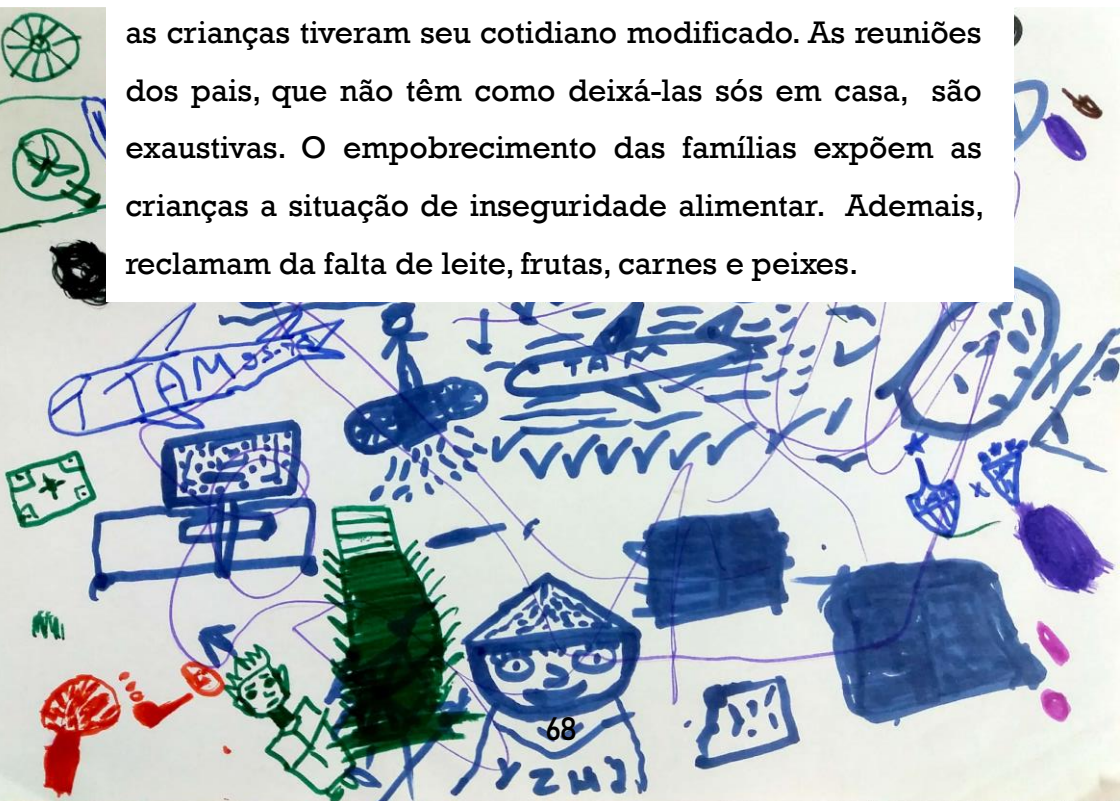 as crianças tiveram seu cotidiano modificado. As reuniões
dos pais, que não têm como deixá-las sós em casa, são
exaustivas. O empobrecimento das famílias expõem as
crianças a situação de inseguridade alimentar. Ademais,
reclamam da falta de leite, frutas, carnes e peixes.
TAM
TAM
68